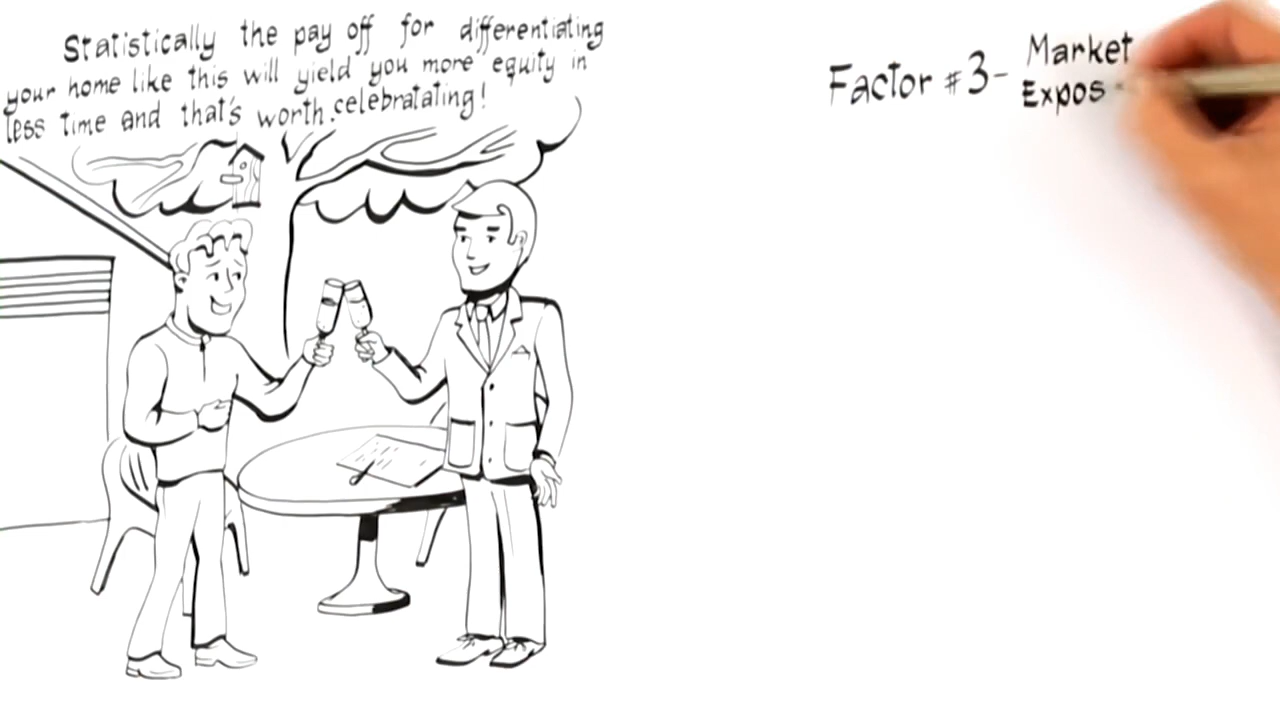 Statistically the pay off for differentiating
your home like this will yield you more equity in
less time and that's worth celebratating!
Factor #3- Market
Expos